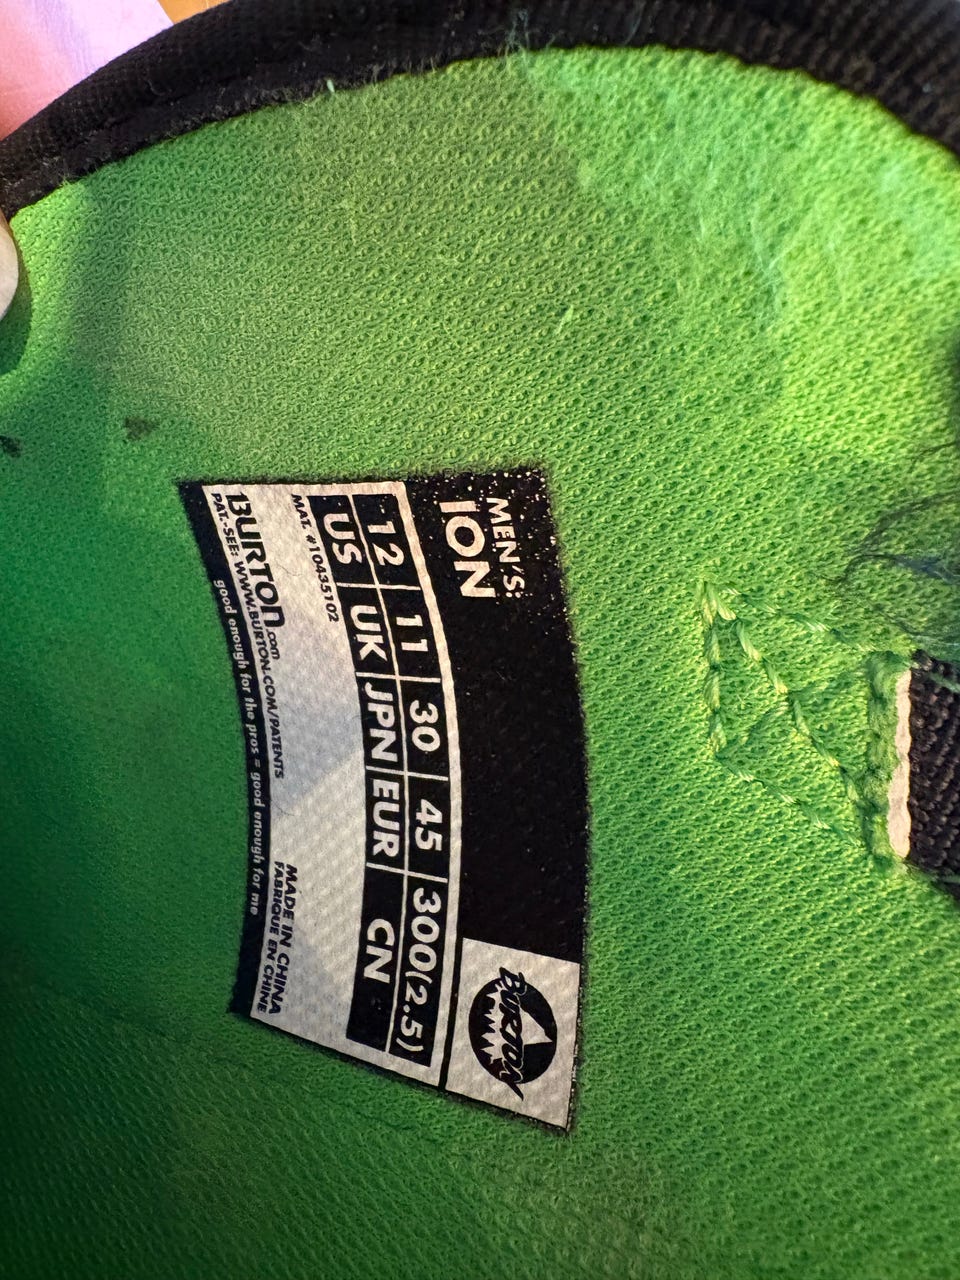 MEN'S:
ION
BURTON
12 11 30 45 300(2.5)
US UK JPN EUR CN
MAT. #10435102
MADE IN CHINA
FABRIQUE EN CHINE
BURTON.com
PAT.-SEE: WWW.BURTON.COM/PATENTS
good enough for the pros = good enough for me